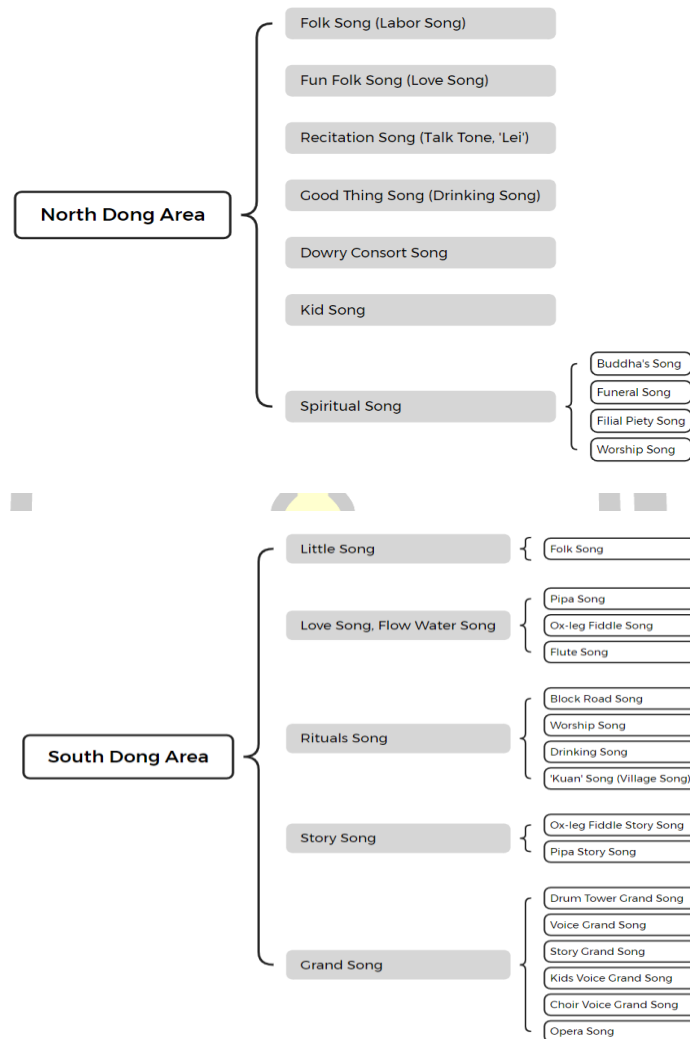 North Dong Area
Folk Song (Labor Song)
Fun Folk Song (Love Song)
Recitation Song (Talk Tone, 'Lei')
Good Thing Song (Drinking Song)
Dowry Consort Song
Kid Song
Spiritual Song
Buddha's Song
Funeral Song
Filial Piety Song
Worship Song
South Dong Area
Little Song
Folk Song
Love Song, Flow Water Song
Pipa Song
Ox-leg Fiddle Song
Flute Song
Rituals Song
Block Road Song
Worship Song
Drinking Song
'Kuan' Song (Village Song)
Story Song
Ox-leg Fiddle Story Song
Pipa Story Song
Grand Song
Drum Tower Grand Song
Voice Grand Song
Story Grand Song
Kids Voice Grand Song
Choir Voice Grand Song
Opera Song